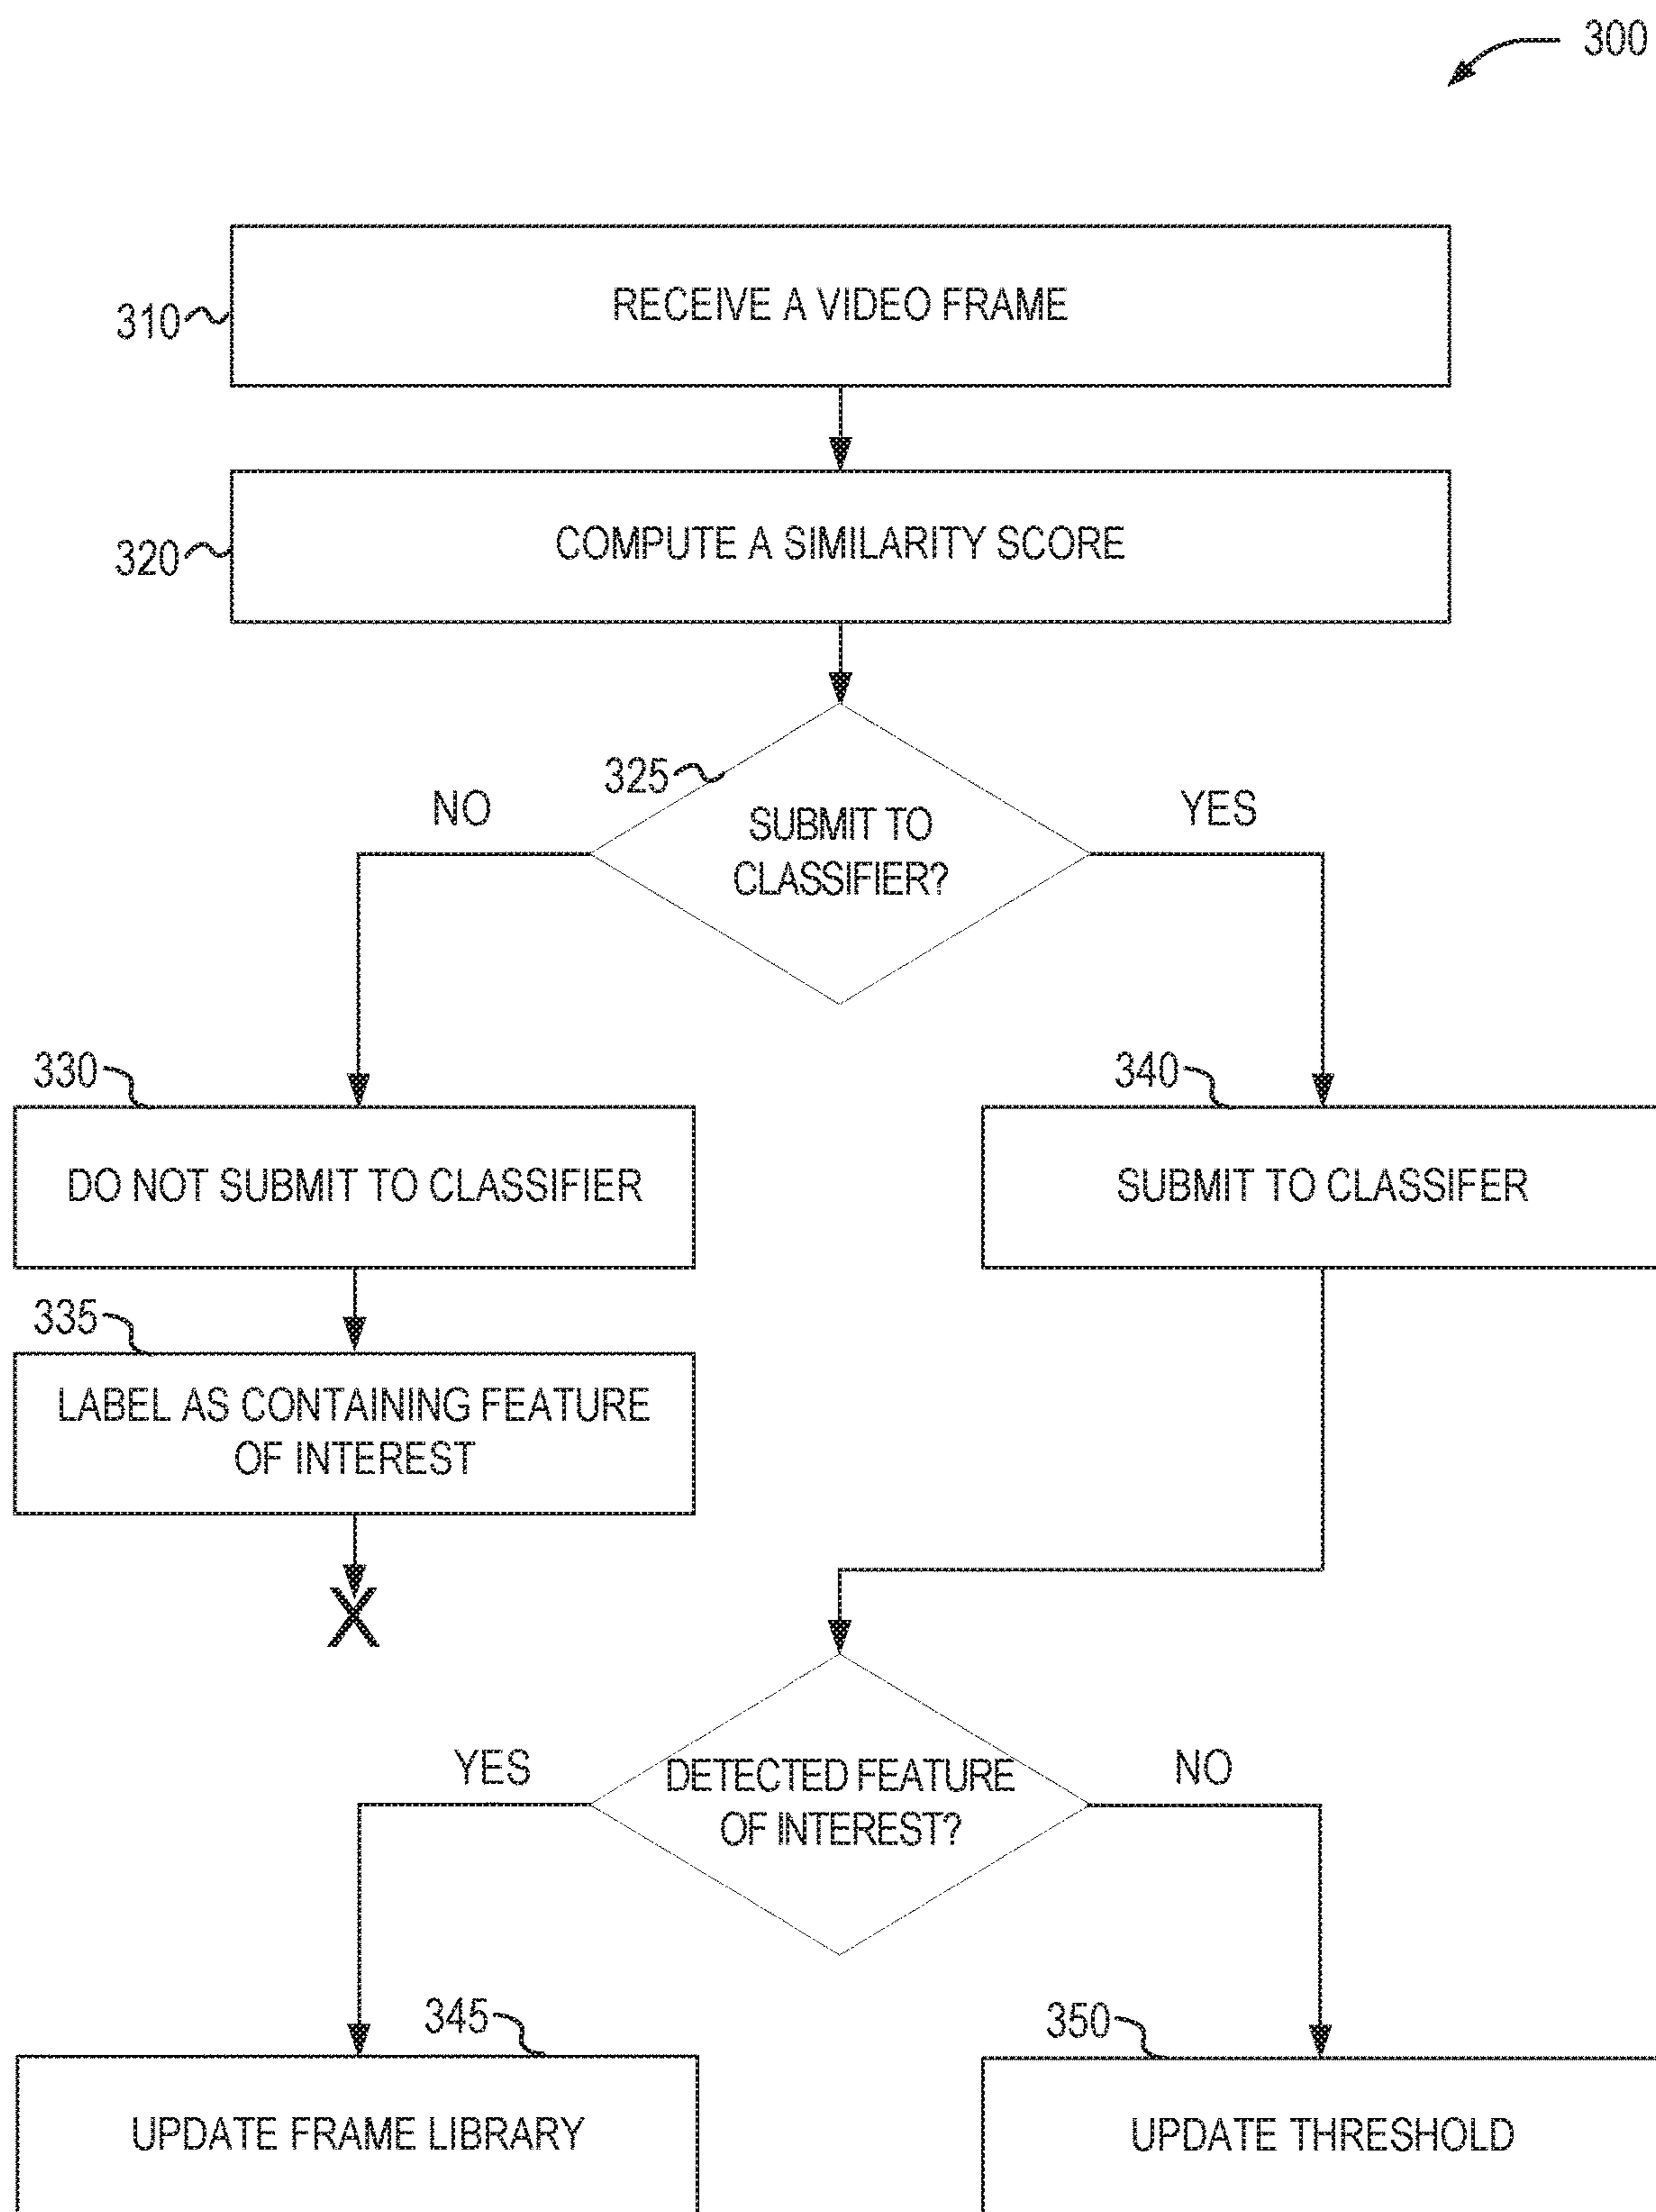 300
310
RECEIVE A VIDEO FRAME
320
COMPUTE A SIMILARITY SCORE
325
NO
YES
SUBMIT TO
CLASSIFIER?
330
340
DO NOT SUBMIT TO CLASSIFIER
SUBMIT TO CLASSIFER
335
LABEL AS CONTAINING FEATURE
OF INTEREST
X
YES
NO
DETECTED FEATURE
OF INTEREST?
345
350
UPDATE FRAME LIBRARY
UPDATE THRESHOLD